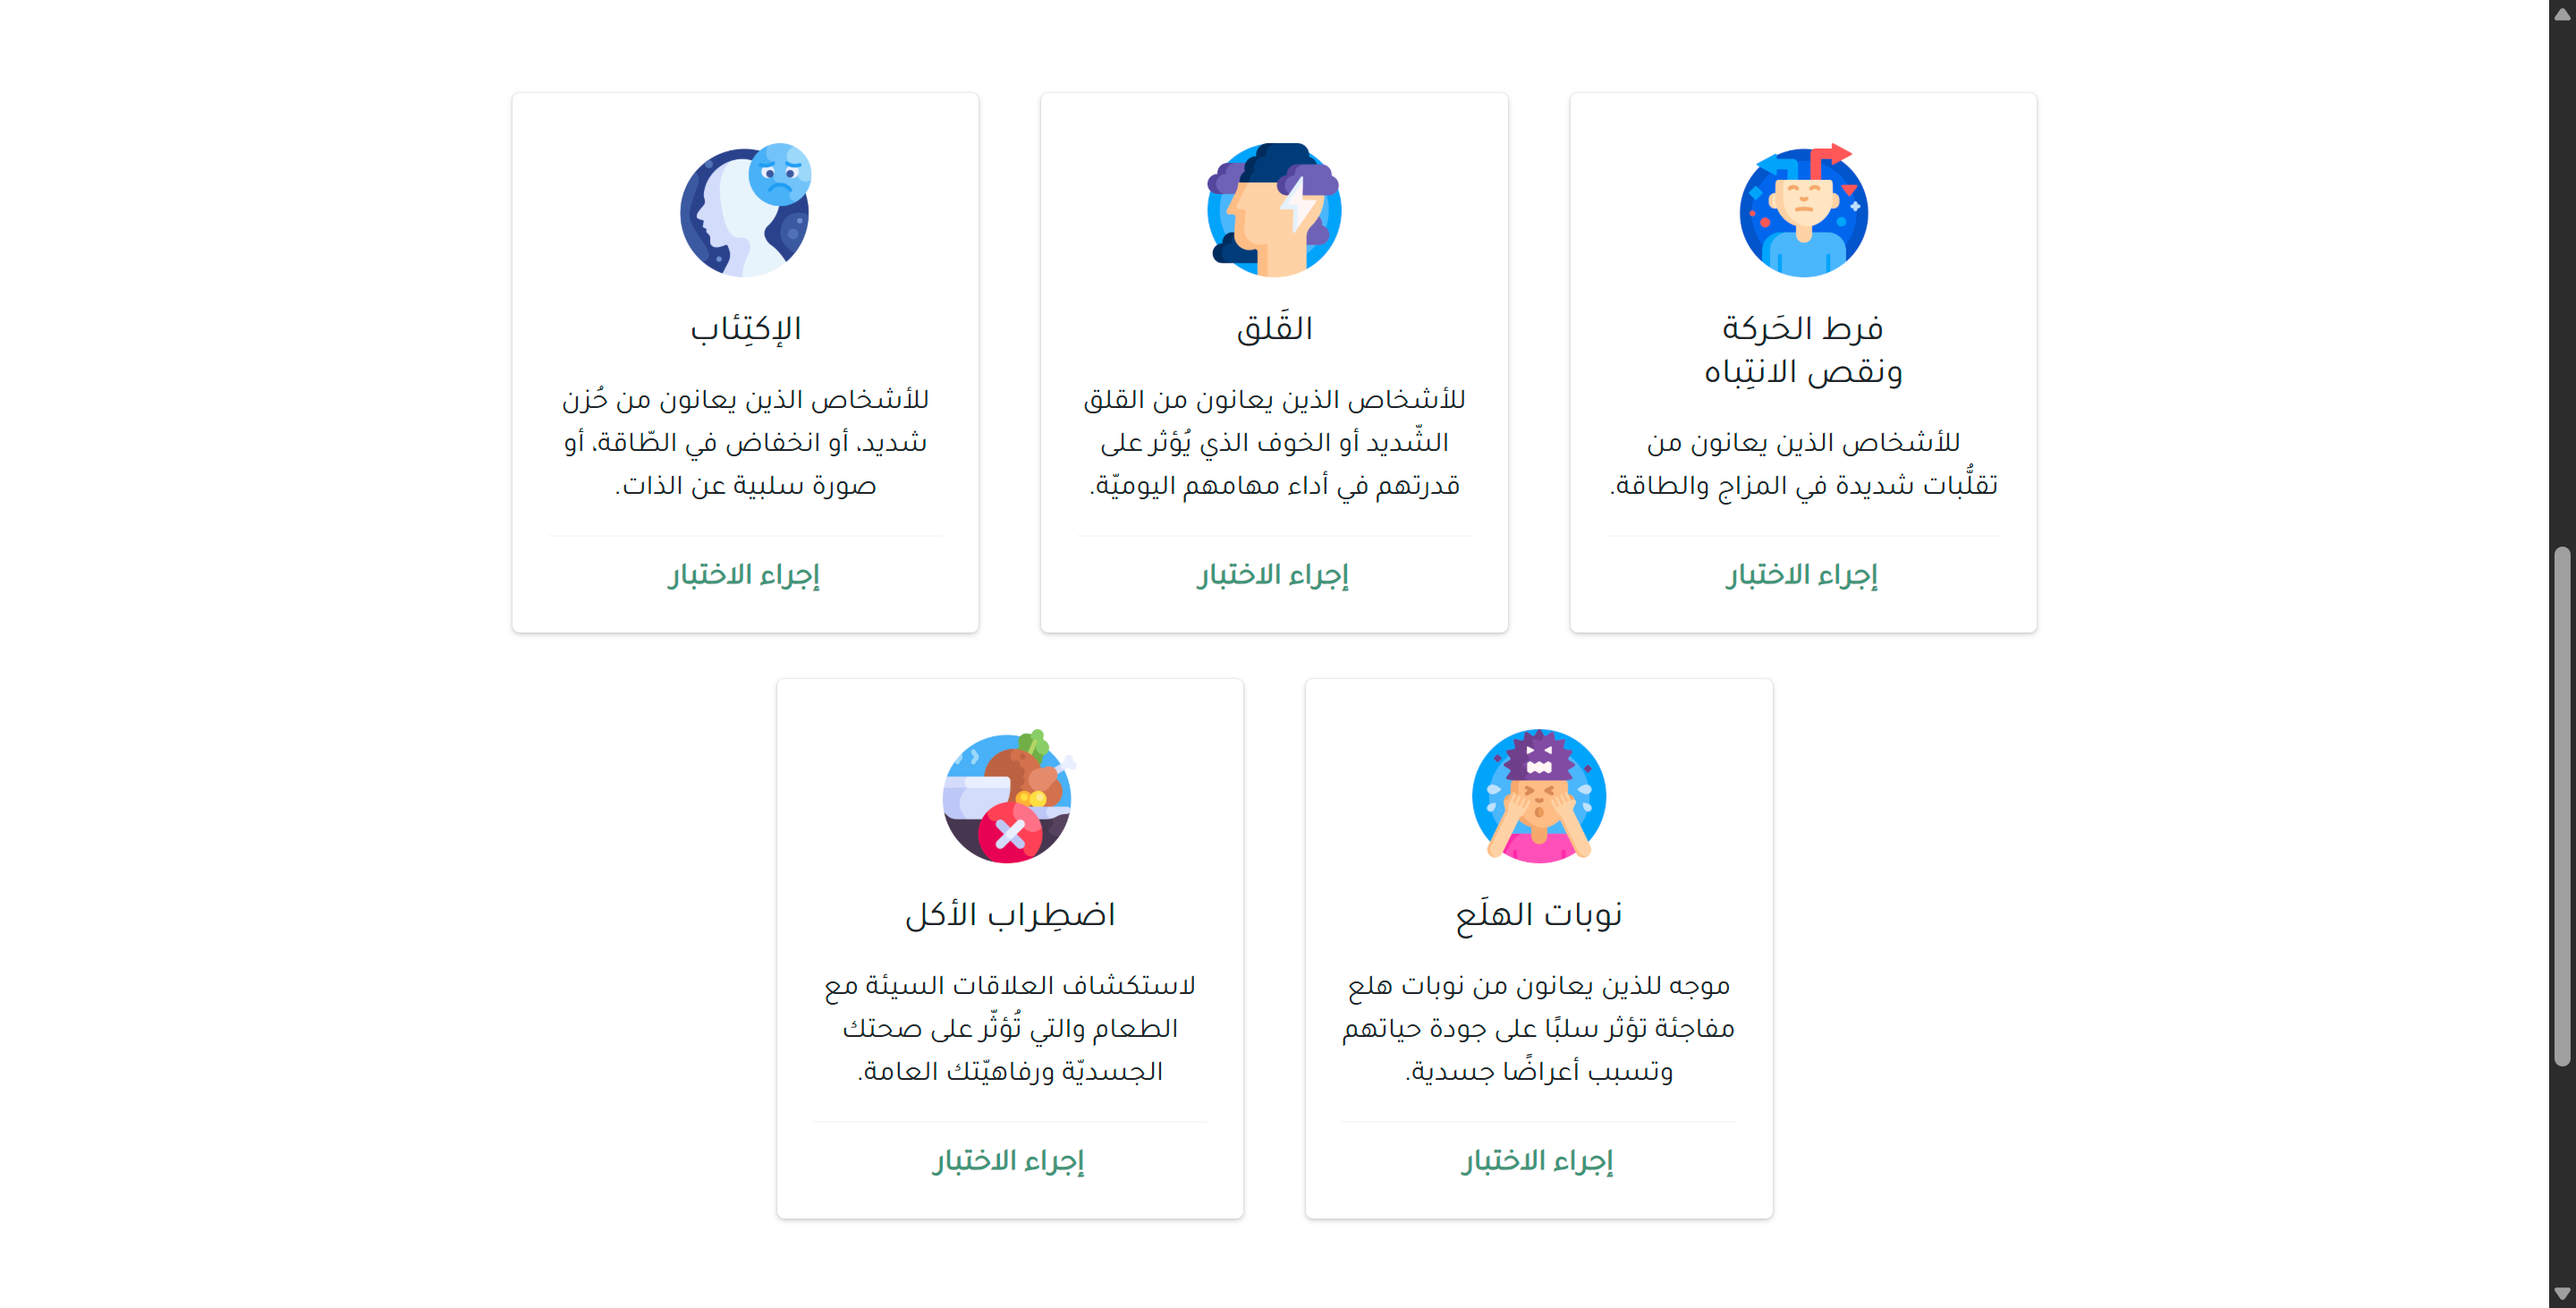 فرط الحَركة
ونقص الانتِباه
للأشخاص الذين يعانون من
تقلُّبات شديدة في المزاج والطاقة.
إجراء الاختبار
القَلق
للأشخاص الذين يعانون من القلق
الشّديد أو الخوف الذي يُؤثر على
قدرتهم في أداء مهامهم اليوميّة.
إجراء الاختبار
الإكتِئاب
للأشخاص الذين يعانون من حُزن
شديد، أو انخفاض في الطّاقة، أو
صورة سلبية عن الذات.
إجراء الاختبار
نوبات الهلَع
موجه للذين يعانون من نوبات هلع
مفاجئة تؤثر سلبًا على جودة حياتهم
وتسبب أعراضًا جسدية.
إجراء الاختبار
اضطِراب الأكل
لاستكشاف العلاقات السيئة مع
الطعام والتي تُؤثّر على صحتك
الجسديّة ورفاهيّتك العامة.
إجراء الاختبار